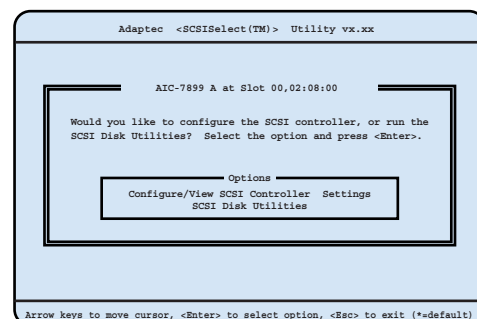 Adaptec <SCSISelect(TM)> Utility vx.xx
AIC-7899 A at Slot 00,02:08:00
Would you like to configure the SCSI controller, or run the
SCSI Disk Utilities? Select the option and press <Enter>.
Options
Configure/View SCSI Controller Settings
SCSI Disk Utilities
Arrow keys to move cursor, <Enter> to select option, <Esc> to exit (*=default)